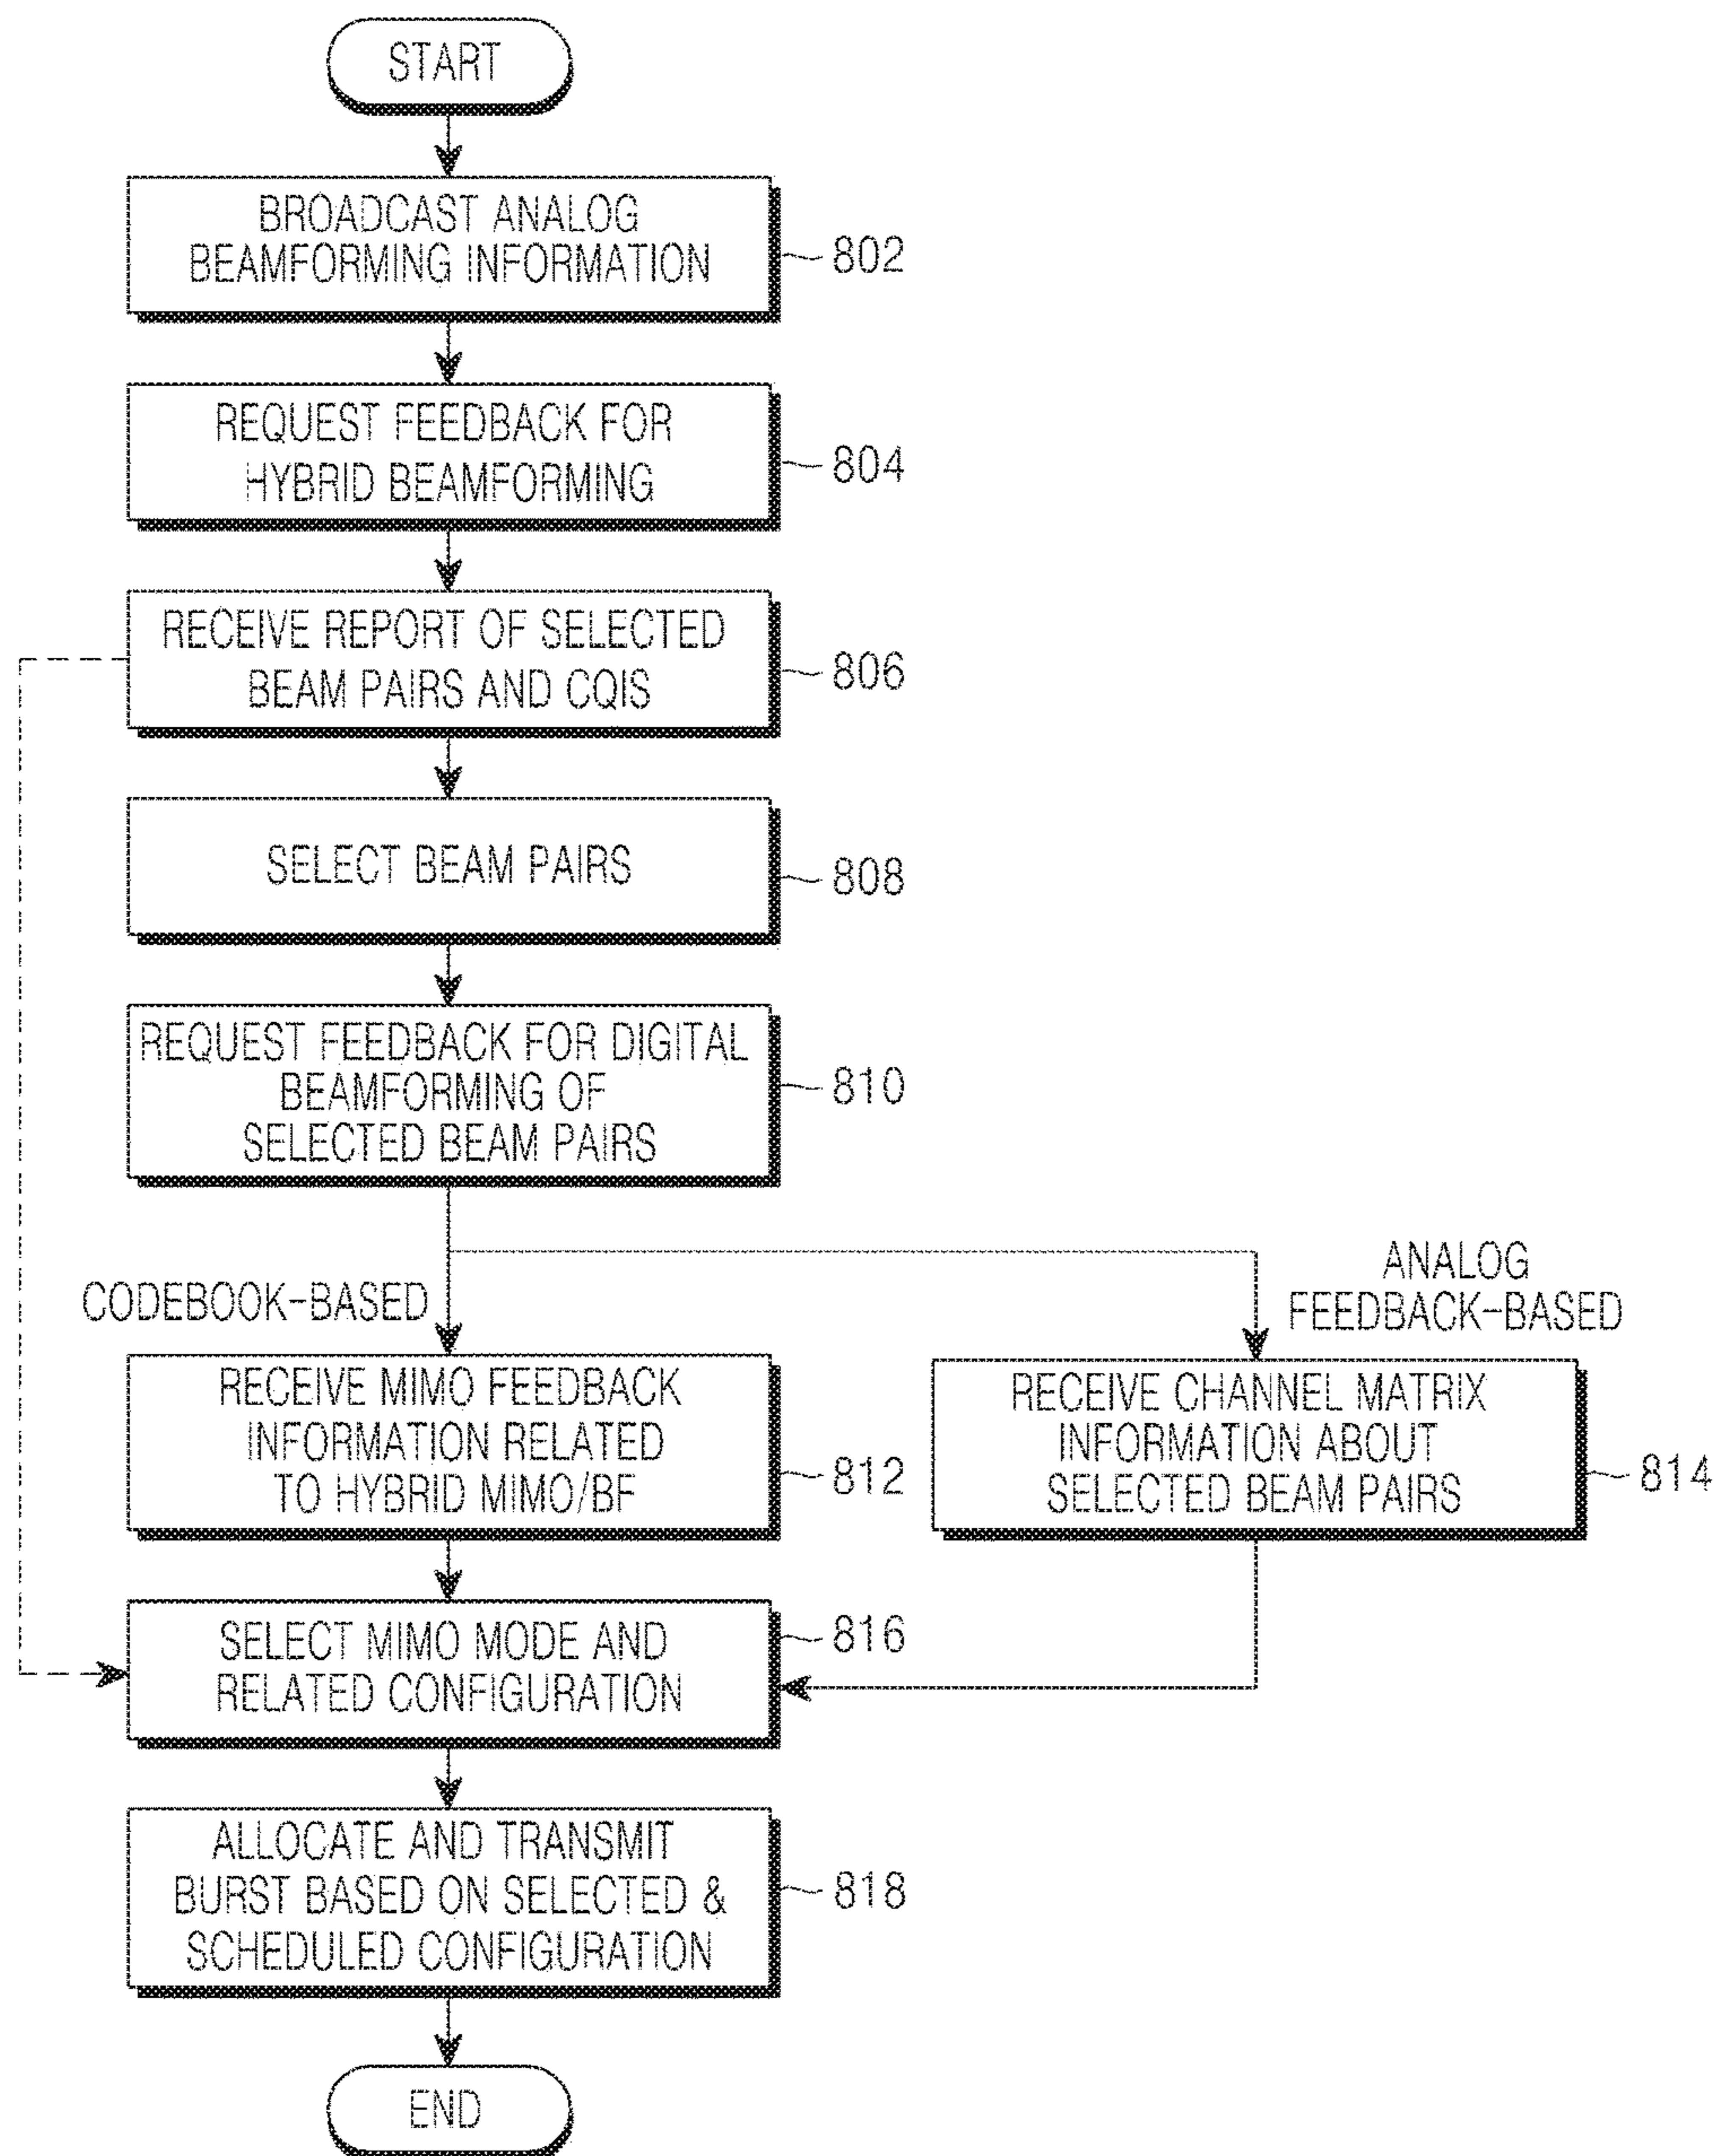 START
BROADCAST ANALOG
BEAMFORMING INFORMATION
802
REQUEST FEEDBACK FOR
HYBRID BEAMFORMING
804
RECEIVE REPORT OF SELECTED
BEAM PAIRS AND CQIS
806
SELECT BEAM PAIRS
808
REQUEST FEEDBACK FOR DIGITAL
BEAMFORMING OF
SELECTED BEAM PAIRS
810
CODEBOOK-BASED
ANALOG
FEEDBACK-BASED
RECEIVE MIMO FEEDBACK
INFORMATION RELATED
TO HYBRID MIMO/BF
812
RECEIVE CHANNEL MATRIX
INFORMATION ABOUT
SELECTED BEAM PAIRS
814
SELECT MIMO MODE AND
RELATED CONFIGURATION
816
ALLOCATE AND TRANSMIT
BURST BASED ON SELECTED &
SCHEDULED CONFIGURATION
818
END